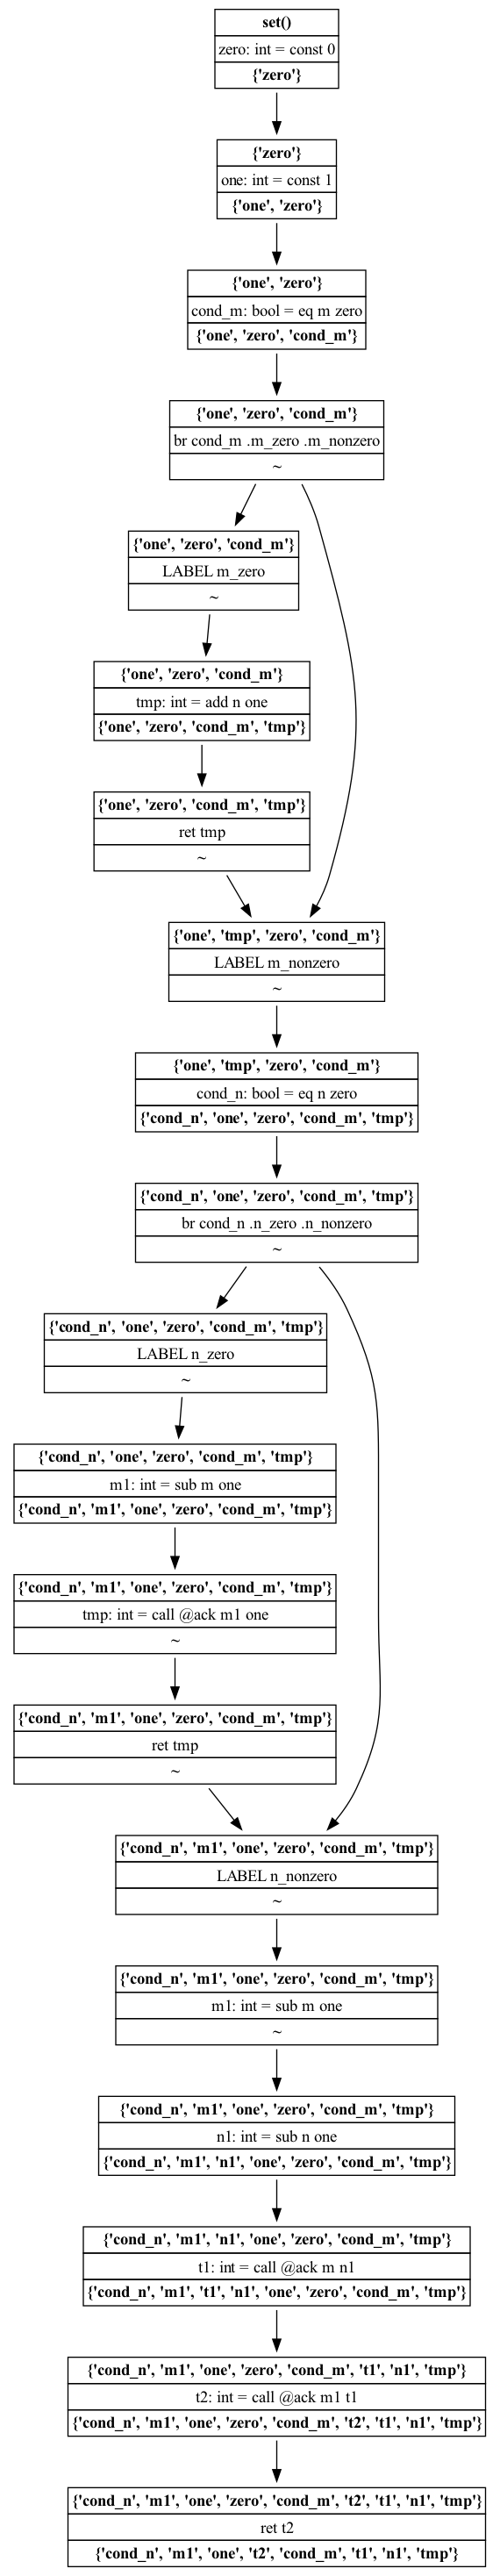 set()
zero: int = const 0
{'zero'}
{'zero'}
one: int = const 1
{'one', 'zero'}
{'one', 'zero'}
cond_m: bool = eq m zero
{'one', 'zero', 'cond_m'}
{'one', 'zero', 'cond_m'}
br cond_m .m_zero .m_nonzero
~
{'one', 'zero', 'cond_m'}
LABEL m_zero
~
{'one', 'zero', 'cond_m'}
tmp: int = add n one
{'one', 'zero', 'cond_m', 'tmp'}
{'one', 'zero', 'cond_m', 'tmp'}
ret tmp
~
{'one', 'tmp', 'zero', 'cond_m'}
LABEL m_nonzero
~
{'one', 'tmp', 'zero', 'cond_m'}
cond_n: bool = eq n zero
{'cond_n', 'one', 'zero', 'cond_m', 'tmp'}
{'cond_n', 'one', 'zero', 'cond_m', 'tmp'}
br cond_n .n_zero .n_nonzero
~
{'cond_n', 'one', 'zero', 'cond_m', 'tmp'}
LABEL n_zero
~
{'cond_n', 'one', 'zero', 'cond_m', 'tmp'}
m1: int = sub m one
{'cond_n', 'm1', 'one', 'zero', 'cond_m', 'tmp'}
{'cond_n', 'm1', 'one', 'zero', 'cond_m', 'tmp'}
tmp: int = call @ack m1 one
~
{'cond_n', 'm1', 'one', 'zero', 'cond_m', 'tmp'}
ret tmp
~
{'cond_n', 'm1', 'one', 'zero', 'cond_m', 'tmp'}
LABEL n_nonzero
~
{'cond_n', 'm1', 'one', 'zero', 'cond_m', 'tmp'}
m1: int = sub m one
~
{'cond_n', 'm1', 'one', 'zero', 'cond_m', 'tmp'}
n1: int = sub n one
{'cond_n', 'm1', 'n1', 'one', 'zero', 'cond_m', 'tmp'}
{'cond_n', 'm1', 'n1', 'one', 'zero', 'cond_m', 'tmp'}
t1: int = call @ack m n1
{'cond_n', 'm1', 't1', 'n1', 'one', 'zero', 'cond_m', 'tmp'}
{'cond_n', 'm1', 'one', 'zero', 'cond_m', 't1', 'n1', 'tmp'}
t2: int = call @ack m1 t1
{'cond_n', 'm1', 'one', 'zero', 'cond_m', 't2', 't1', 'n1', 'tmp'}
{'cond_n', 'm1', 'one', 'zero', 'cond_m', 't2', 't1', 'n1', 'tmp'}
ret t2
{'cond_n', 'm1', 'one', 't2', 'cond_m', 't1', 'n1', 'tmp'}